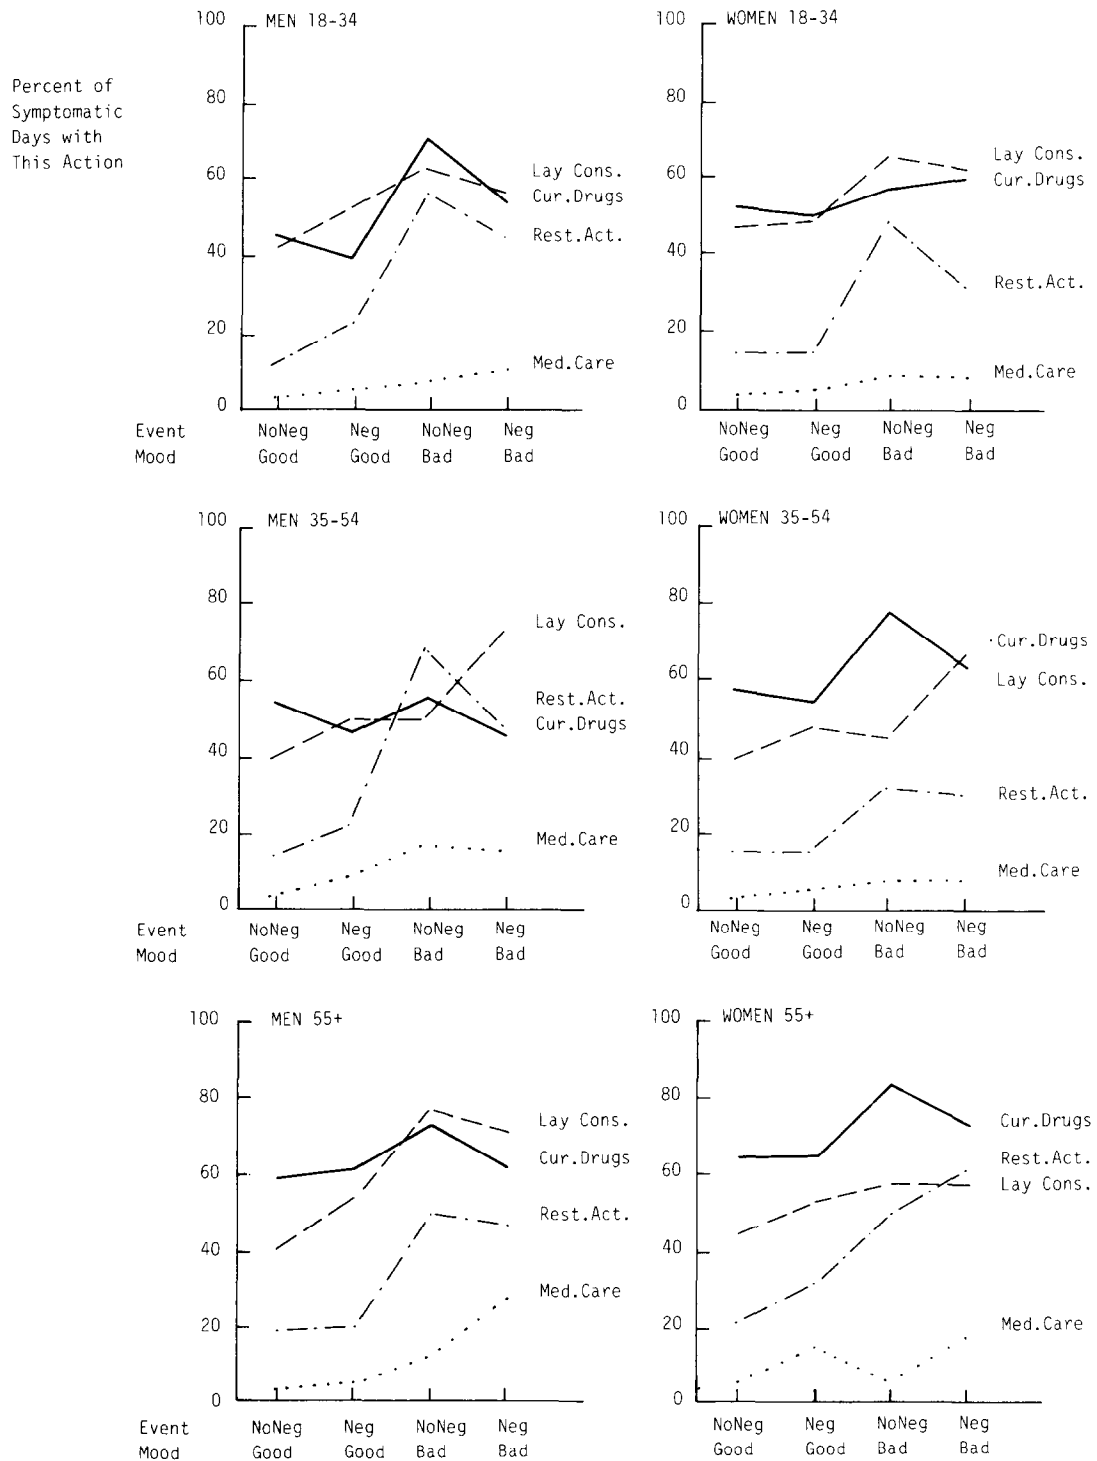 Percent of
Symptomatic
Days with
This Action
MEN 18-34
100
80
60
40
20
0
Lay Cons.
Cur.Drugs
Rest.Act.
Med.Care
Event NoNeg Neg NoNeg Neg
Mood Good Good Bad Bad
WOMEN 18-34
100
80
60
40
20
0
Lay Cons.
Cur.Drugs
Rest.Act.
Med.Care
NoNeg Neg NoNeg Neg
Good Good Bad Bad
MEN 35-54
100
80
60
40
20
0
Lay Cons.
Rest.Act.
Cur.Drugs
Med.Care
Event NoNeg Neg NoNeg Neg
Mood Good Good Bad Bad
WOMEN 35-54
100
80
60
40
20
0
Cur.Drugs
Lay Cons.
Rest.Act.
Med.Care
NoNeg Neg NoNeg Neg
Good Good Bad Bad
MEN 55+
100
80
60
40
20
0
Lay Cons.
Cur.Drugs
Rest.Act.
Med.Care
Event NoNeg Neg NoNeg Neg
Mood Good Good Bad Bad
WOMEN 55+
100
80
60
40
20
0
Cur.Drugs
Rest.Act.
Lay Cons.
Med.Care
NoNeg Neg NoNeg Neg
Good Good Bad Bad